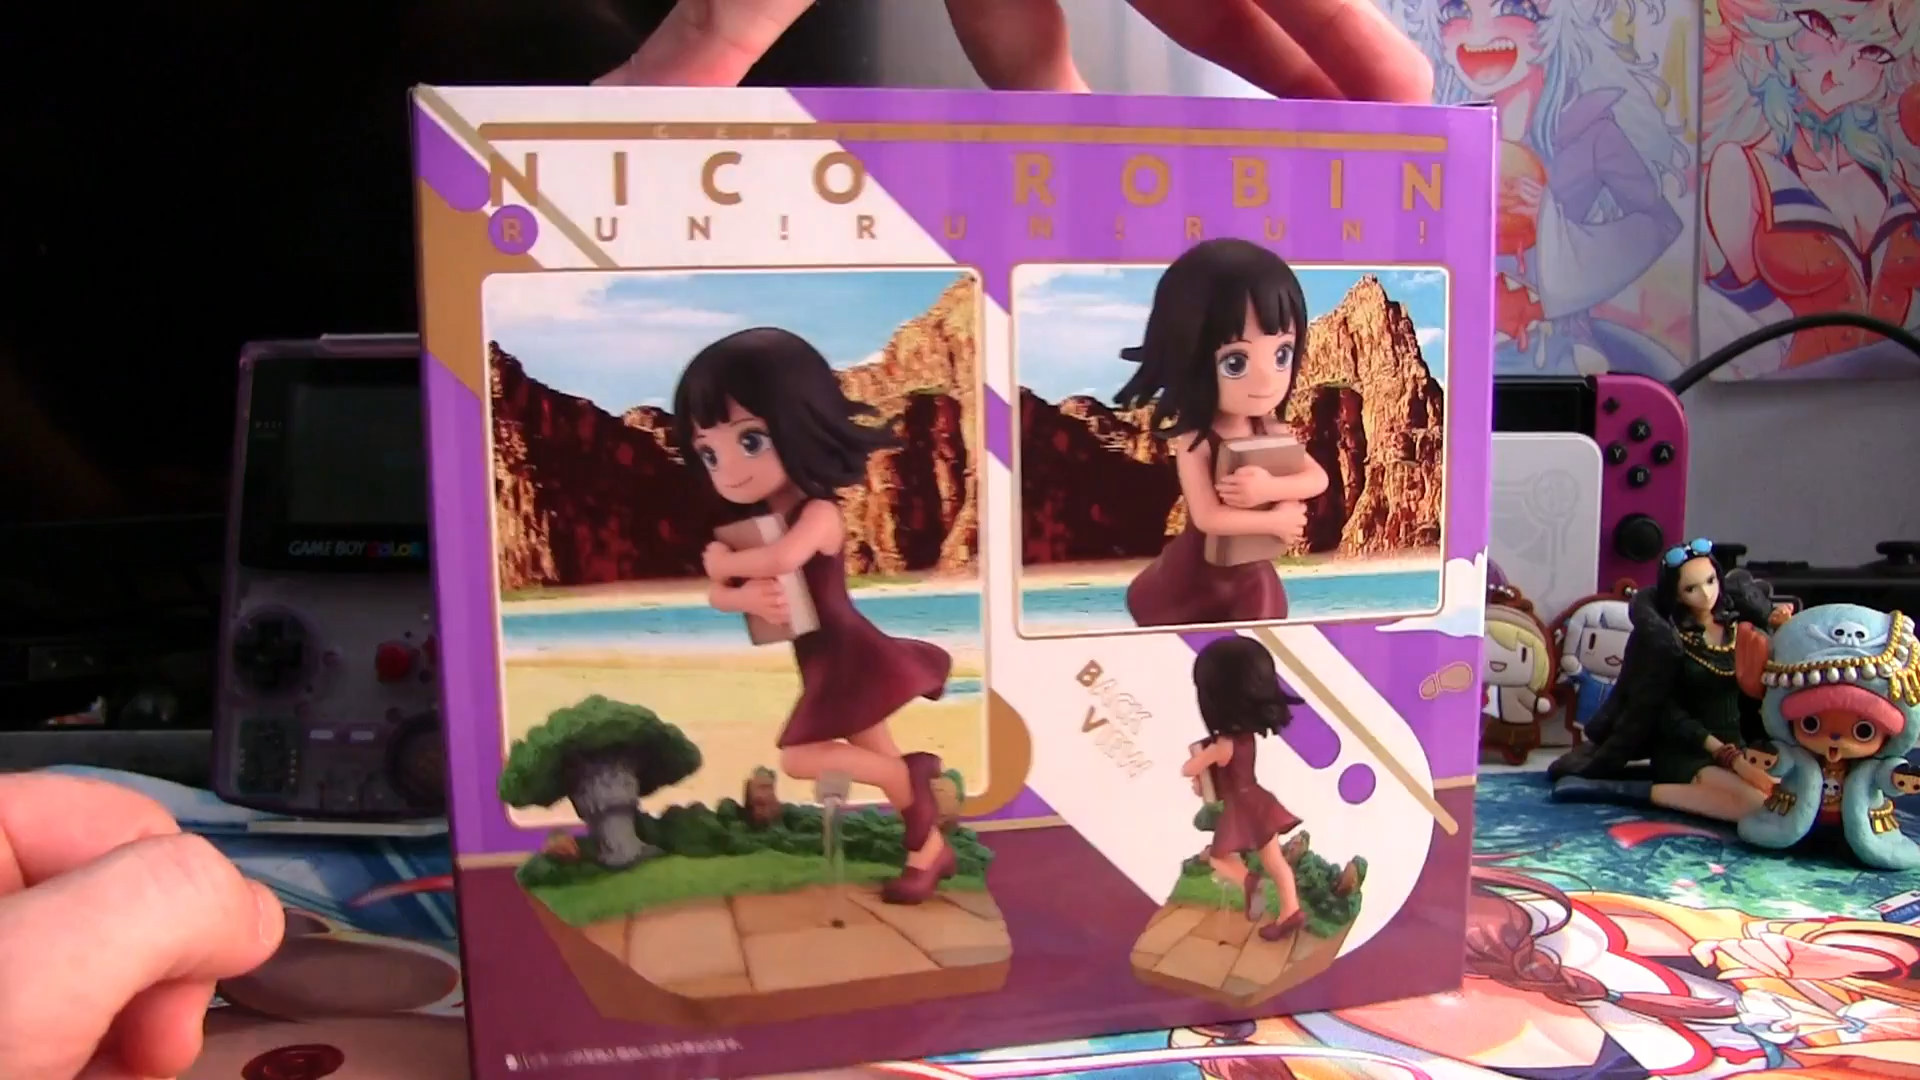 NICO ROBIN
RUN!RUN!RUN!
BACK
VIEW
GAME BOY COLOR
X
Y A
B